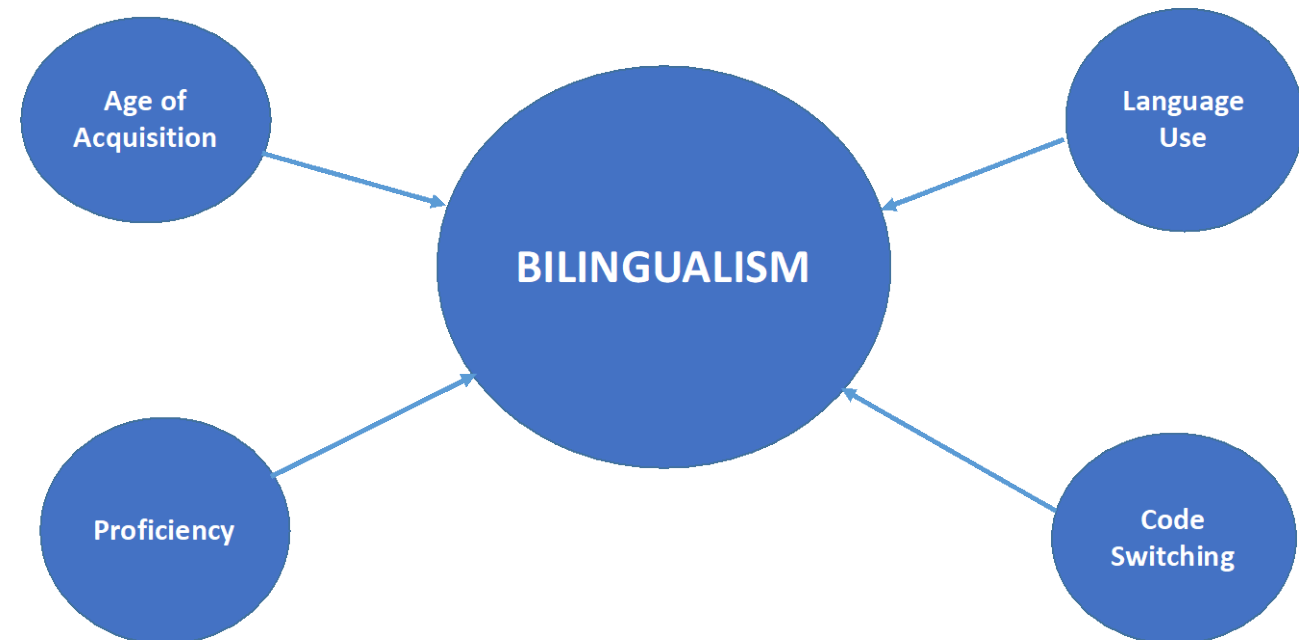 Age of
Acquisition
Language
Use
BILINGUALISM
Proficiency
Code
Switching